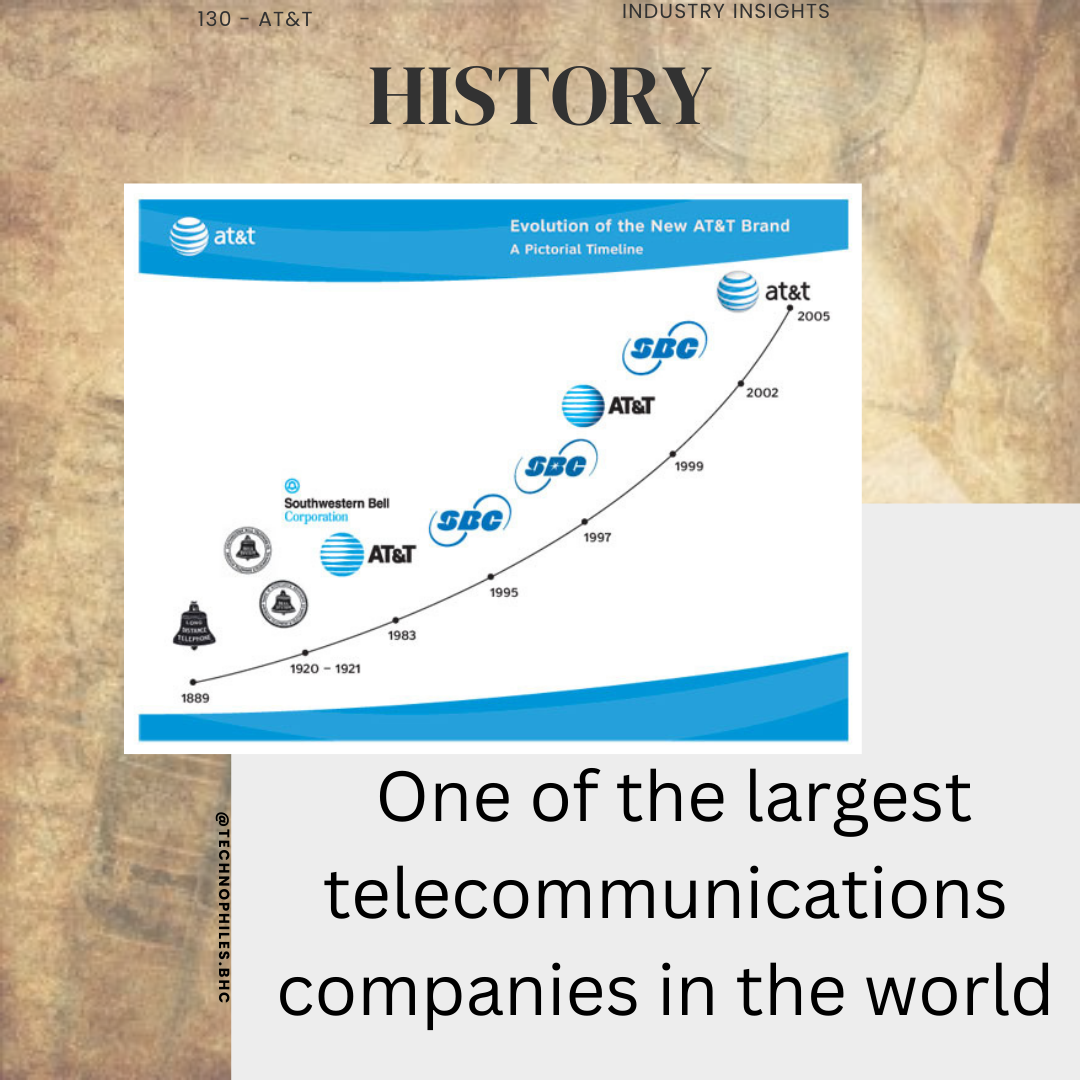 130 - AT&T
INDUSTRY INSIGHTS
HISTORY
at&t
Evolution of the New AT&T Brand
A Pictorial Timeline
at&t
2005
SBC
2002
AT&T
1999
SBC
1997
Southwestern Bell
Corporation
SBC
1995
AT&T
1983
1920 – 1921
LONG
DISTANCE
TELEPHONE
1889
One of the largest
telecommunications
companies in the world
@TECHNOPHILES.BHC